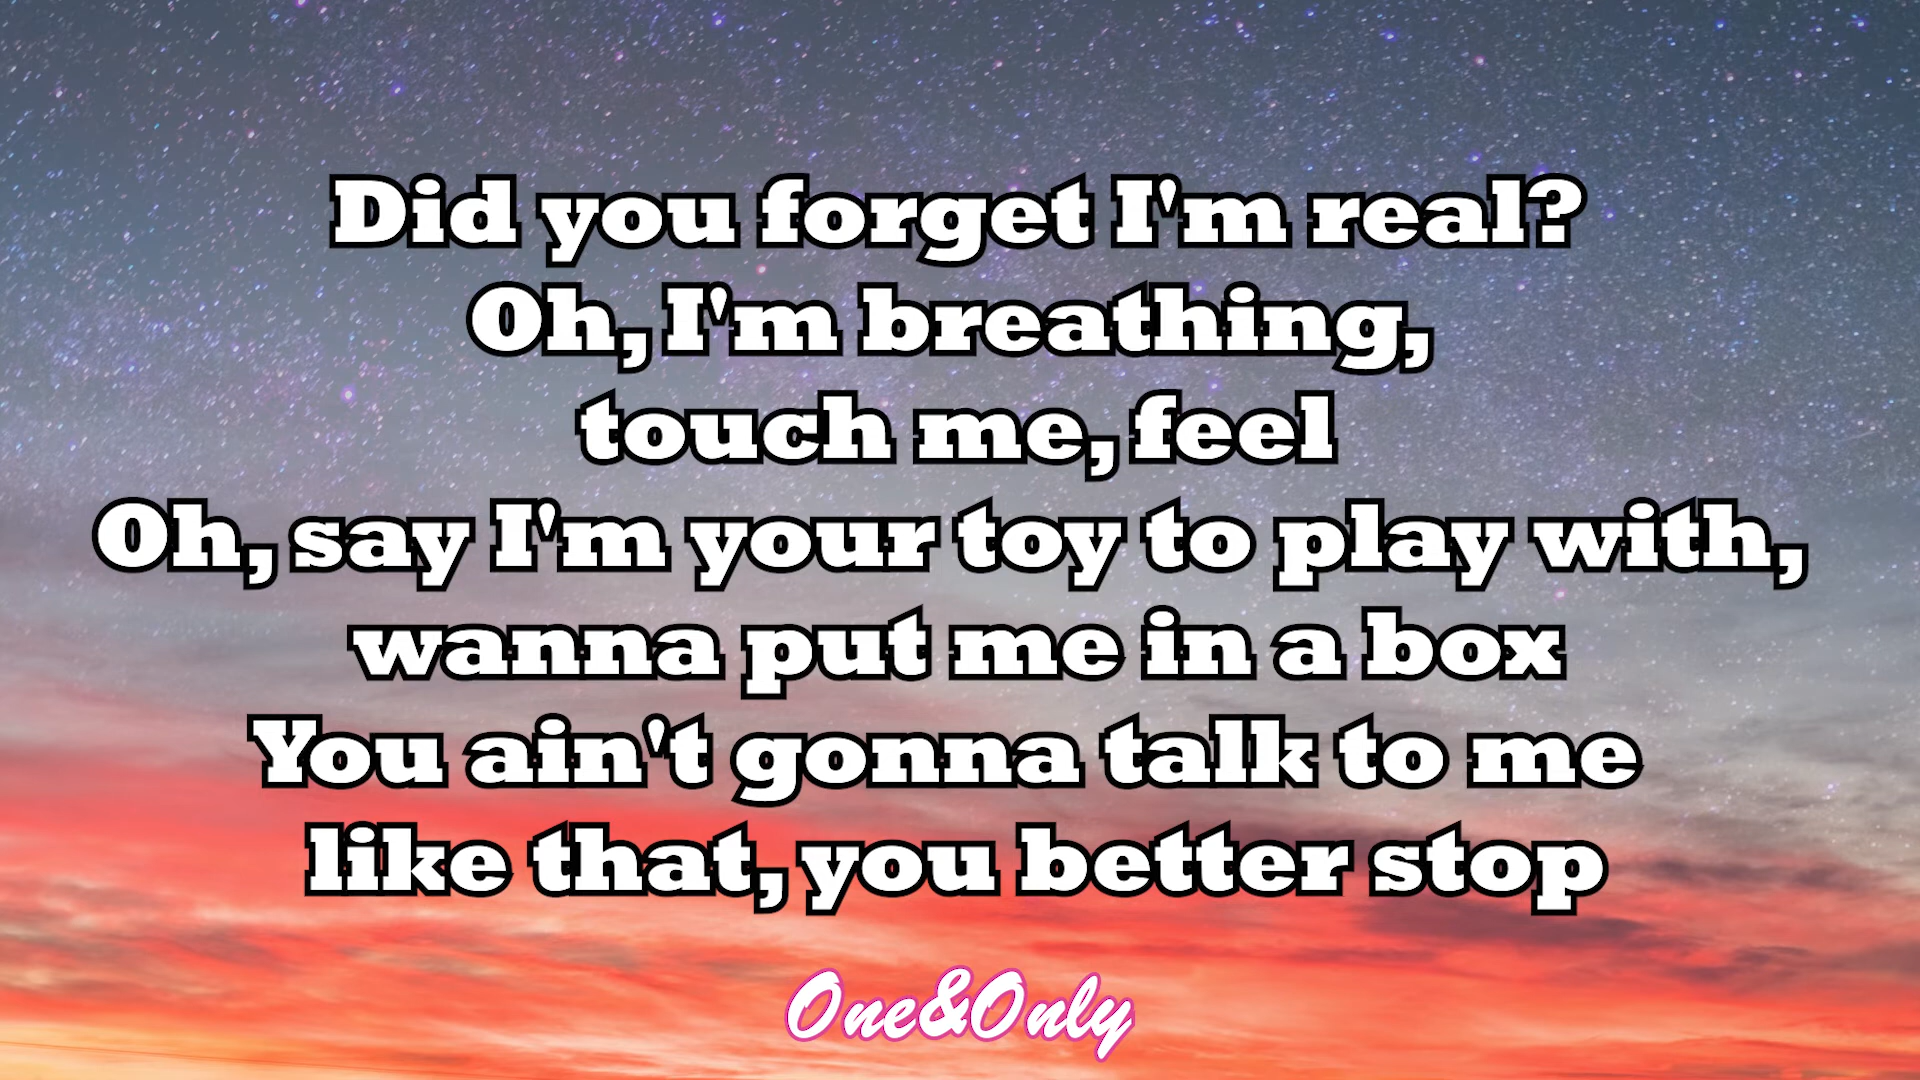 Did you forget I'm real?
Oh, I'm breathing,
touch me, feel
Oh, say I'm your toy to play with,
wanna put me in a box
You ain't gonna talk to me
like that, you better stop
One&Only